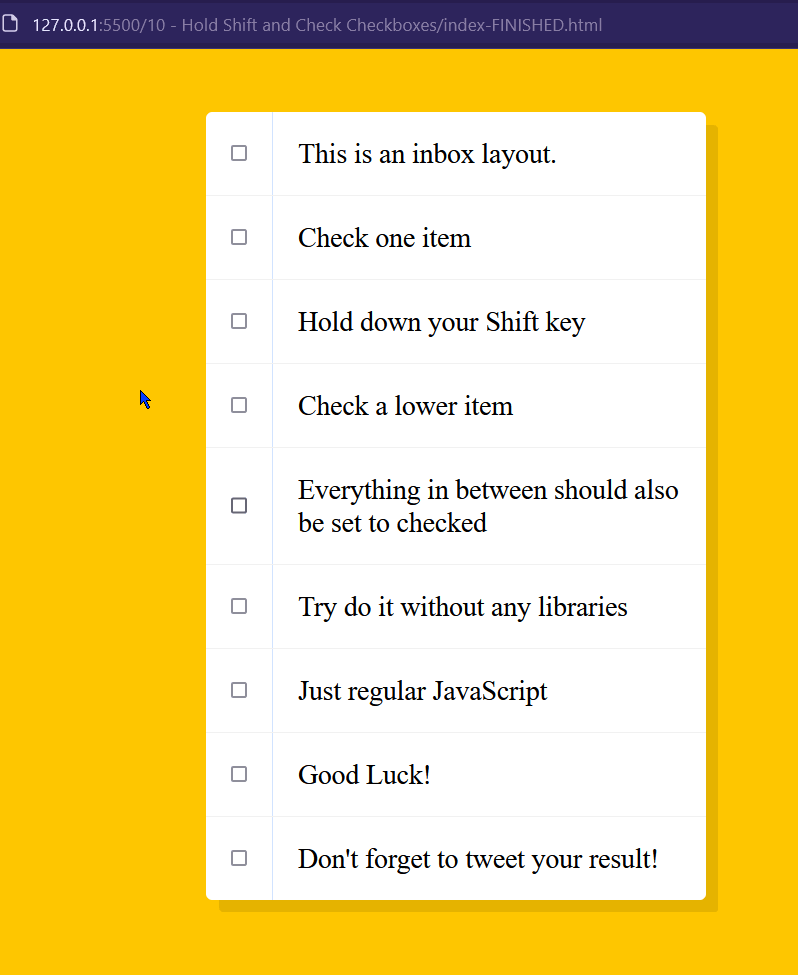 127.0.0.1:5500/10 - Hold Shift and Check Checkboxes/index-FINISHED.html
This is an inbox layout.
Check one item
Hold down your Shift key
Check a lower item
Everything in between should also
be set to checked
Try do it without any libraries
Just regular JavaScript
Good Luck!
Don't forget to tweet your result!